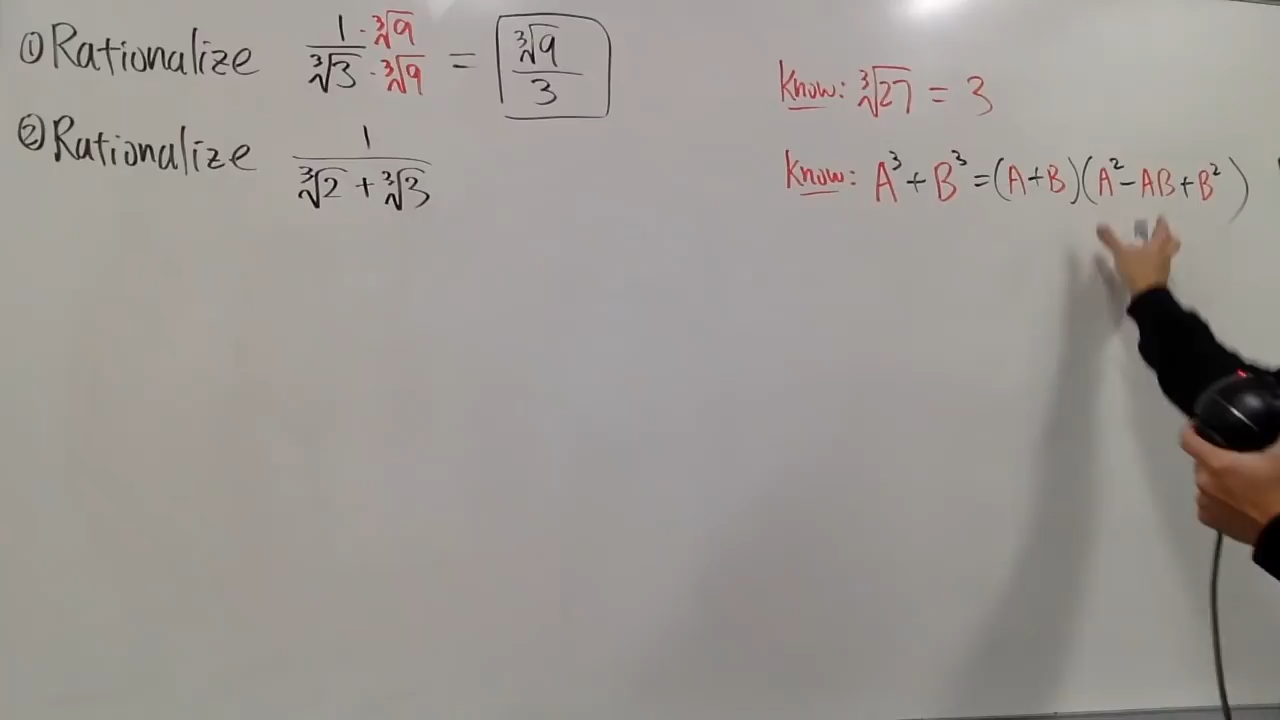 ① Rationalize 1·∛9 / ∛3·∛9 = ∛9 / 3
② Rationalize 1 / ∛2 + ∛3
Know: ∛27 = 3
Know: A³ + B³ = (A+B)(A² - AB + B²)